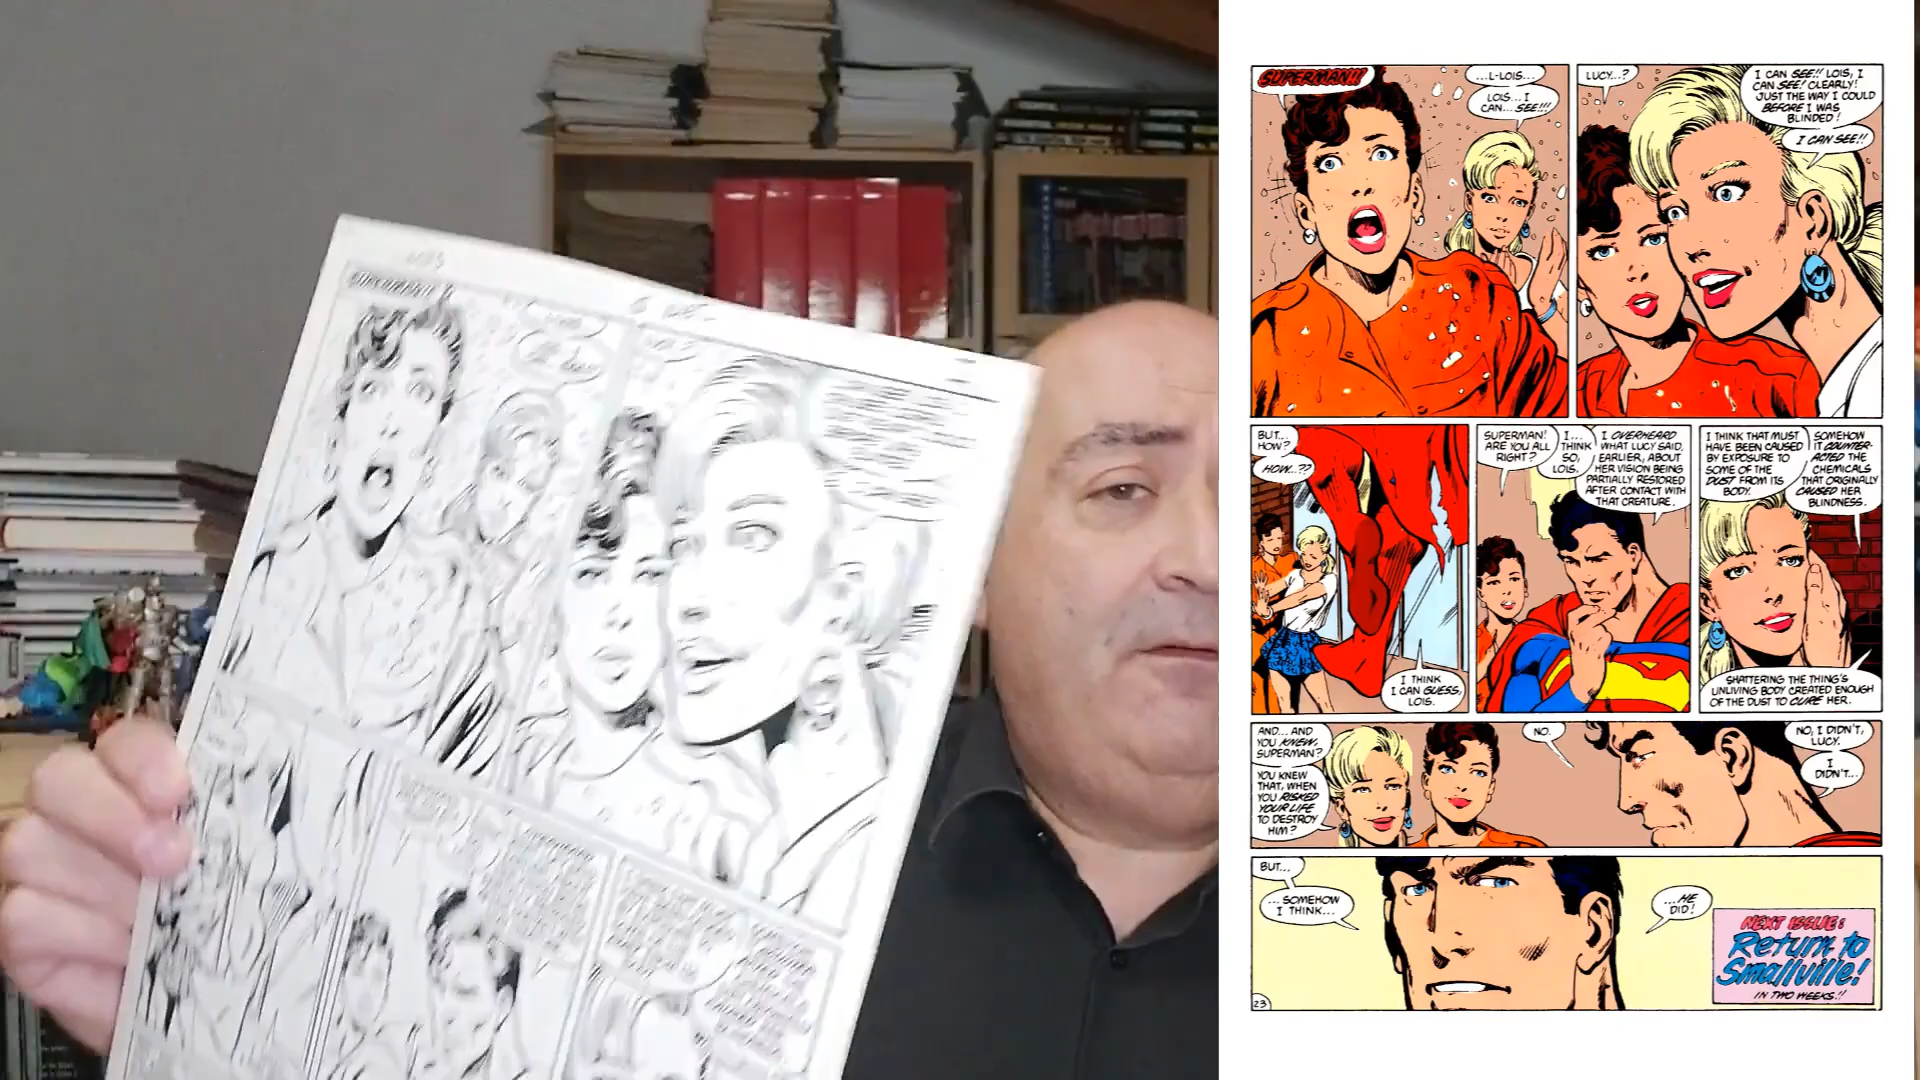 SUPERMAN!!
...L-LOIS...
LOIS...I
CAN...SEE!!!
LUCY...?
I CAN SEE!! LOIS, I
CAN SEE! CLEARLY!
JUST THE WAY I COULD
BEFORE I WAS
BLINDED!
I CAN SEE!!
BUT...
HOW?
HOW...??
I THINK
I CAN GUESS,
LOIS.
SUPERMAN!
ARE YOU ALL
RIGHT?
I...
THINK
SO,
LOIS.
I OVERHEARD
WHAT LUCY SAID,
EARLIER, ABOUT
HER VISION BEING
PARTIALLY RESTORED
AFTER CONTACT WITH
THAT CREATURE.
I THINK THAT MUST
HAVE BEEN CAUSED
BY EXPOSURE TO
SOME OF THE
DUST FROM ITS
BODY.
SOMEHOW
IT COUNTER-
ACTED THE
CHEMICALS
THAT ORIGINALLY
CAUSED HER
BLINDNESS.
SHATTERING THE THING'S
UNLIVING BODY CREATED ENOUGH
OF THE DUST TO CURE HER.
AND...AND
YOU KNEW,
SUPERMAN?
YOU KNEW
THAT, WHEN
YOU RISKED
YOUR LIFE
TO DESTROY
HIM?
NO.
NO, I DIDN'T,
LUCY.
I
DIDN'T...
BUT...
...SOMEHOW
I THINK...
...HE
DID!
NEXT ISSUE:
Return to
Smallville!
IN TWO WEEKS!!
23